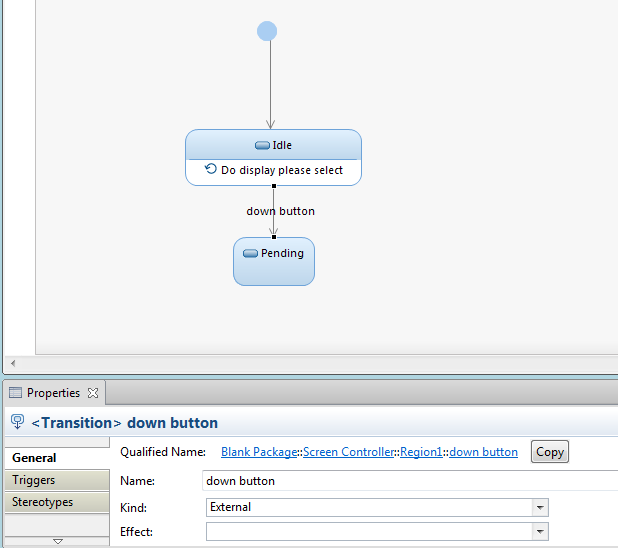 Idle
Do display please select
down button
Pending
Properties
<Transition> down button
General
Triggers
Stereotypes
Qualified Name: Blank Package::Screen Controller::Region1::down button Copy
Name: down button
Kind: External
Effect: